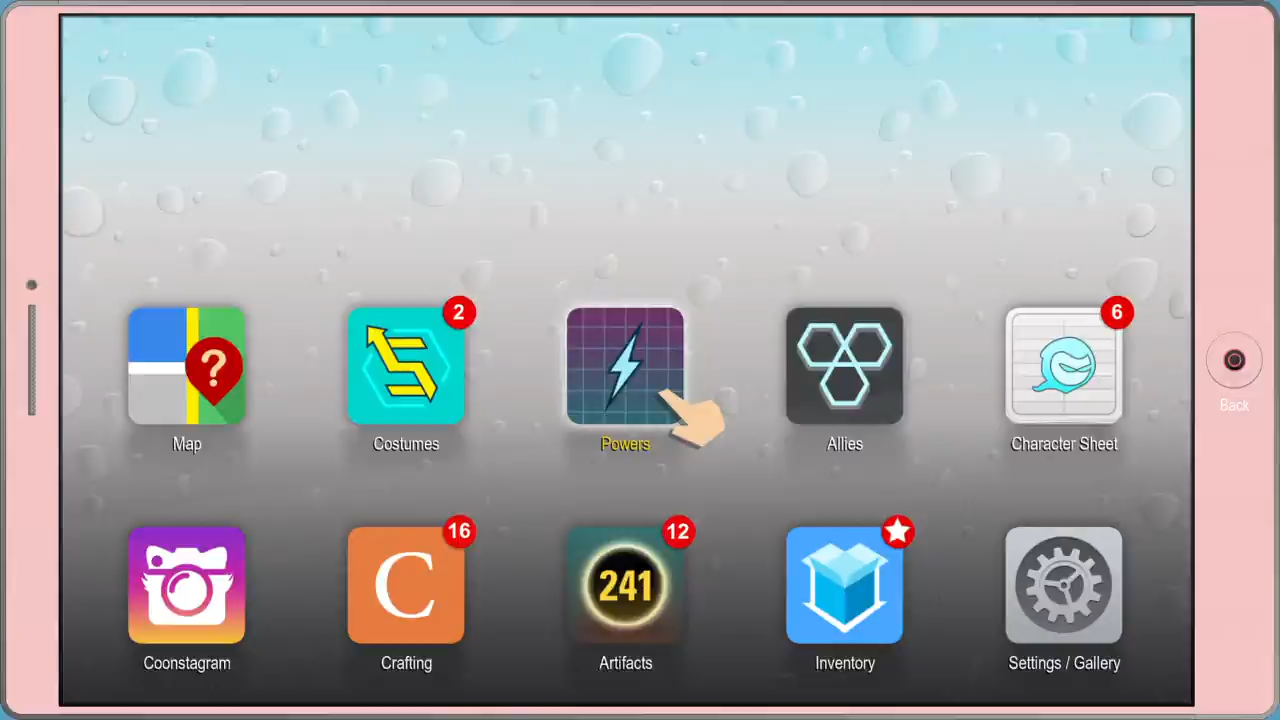 2
6
?
Map
Costumes
Powers
Allies
Character Sheet
Back
16
12
C
241
Coonstagram
Crafting
Artifacts
Inventory
Settings / Gallery